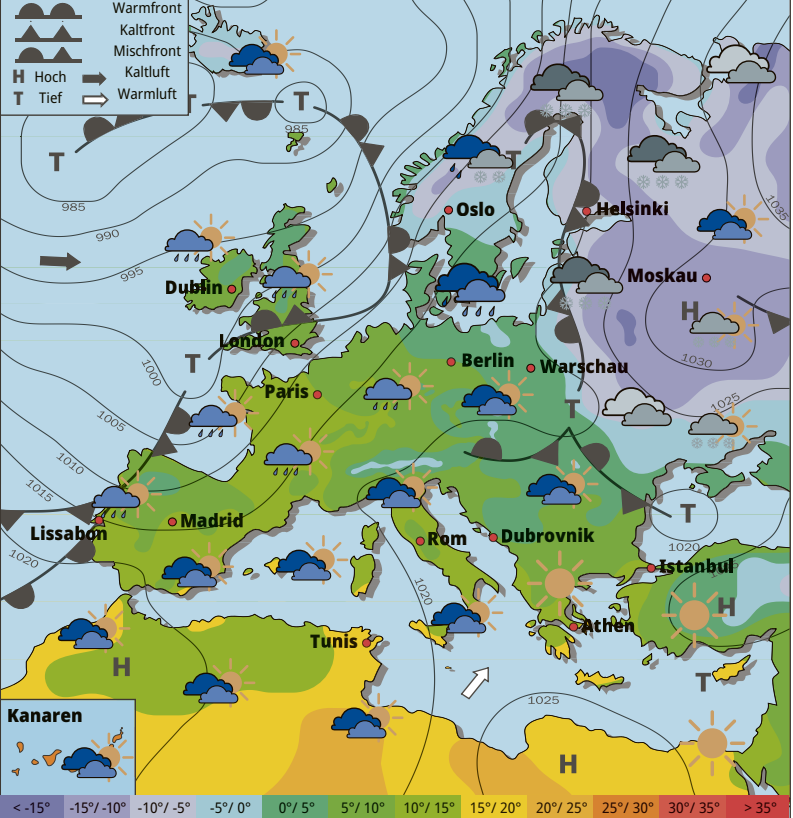 Warmfront
Kaltfront
Mischfront
H Hoch Kaltluft
T Tief Warmluft
T
T
T
985
985
990
995
T
Oslo
Helsinki
1035
Moskau
H
1030
Dublin
London
T
1000
Berlin
Warschau
Paris
T
1025
1005
1010
1015
1020
Lissabon
Madrid
Rom
Dubrovnik
T
1020
Istanbul
1020
H
Athen
Tunis
H
T
1025
H
Kanaren
< -15° -15°/ -10° -10°/ -5° -5°/ 0° 0°/ 5° 5°/ 10° 10°/ 15° 15°/ 20° 20°/ 25° 25°/ 30° 30°/ 35° > 35°